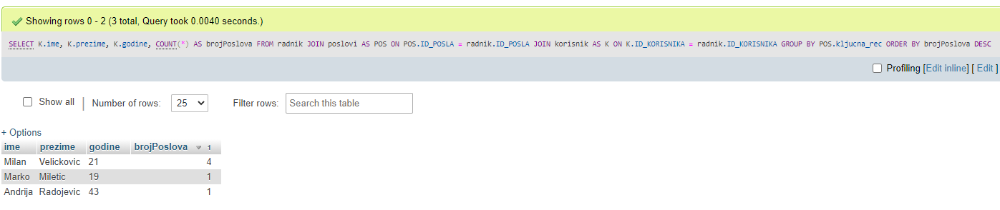 Showing rows 0 - 2 (3 total, Query took 0.0040 seconds.)
SELECT K.ime, K.prezime, K.godine, COUNT(*) AS brojPoslova FROM radnik JOIN poslovi AS POS ON POS.ID_POSLA = radnik.ID_POSLA JOIN korisnik AS K ON K.ID_KORISNIKA = radnik.ID_KORISNIKA GROUP BY POS.kljucna_rec ORDER BY brojPoslova DESC
Profiling [Edit inline] [ Edit ]
Show all | Number of rows: 25 Filter rows: Search this table
+ Options
ime prezime godine brojPoslova 1
Milan Velickovic 21 4
Marko Miletic 19 1
Andrija Radojevic 43 1